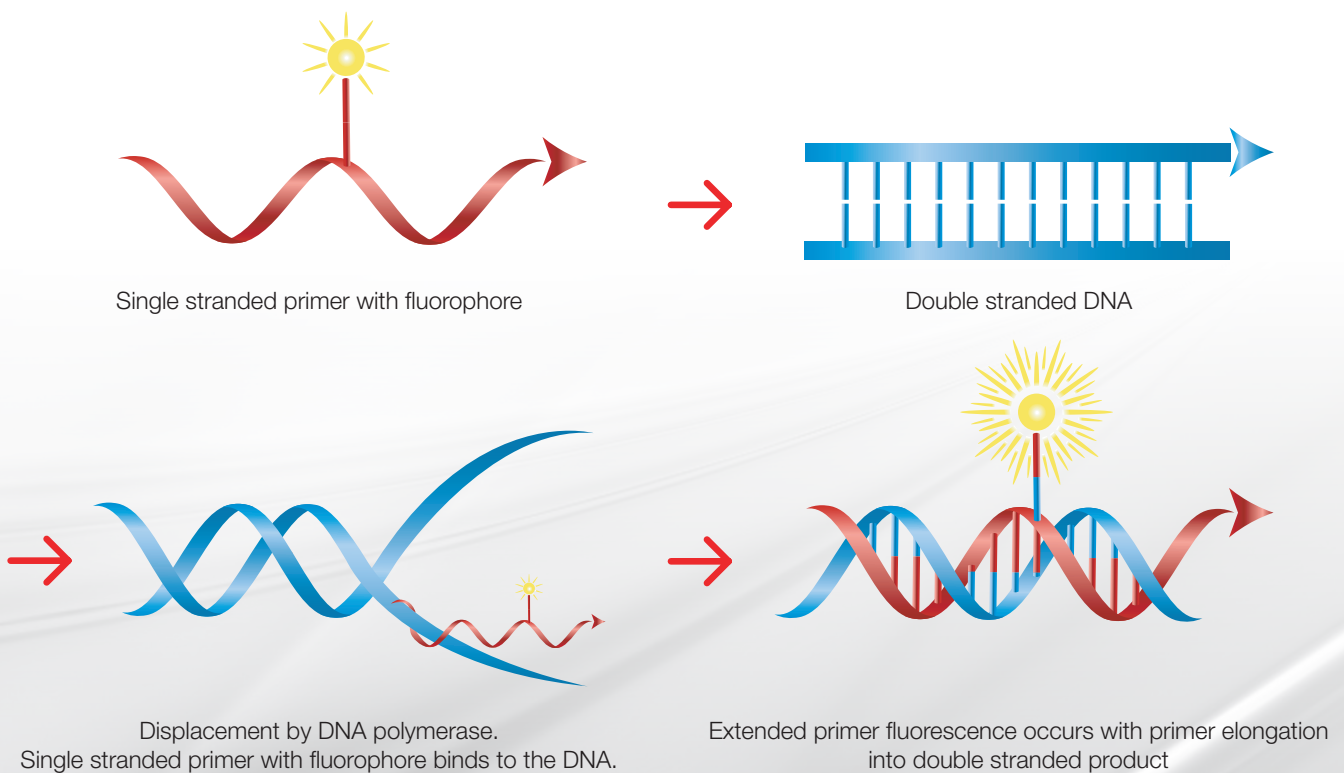 Single stranded primer with fluorophore
Double stranded DNA
Displacement by DNA polymerase.
Single stranded primer with fluorophore binds to the DNA.
Extended primer fluorescence occurs with primer elongation
into double stranded product